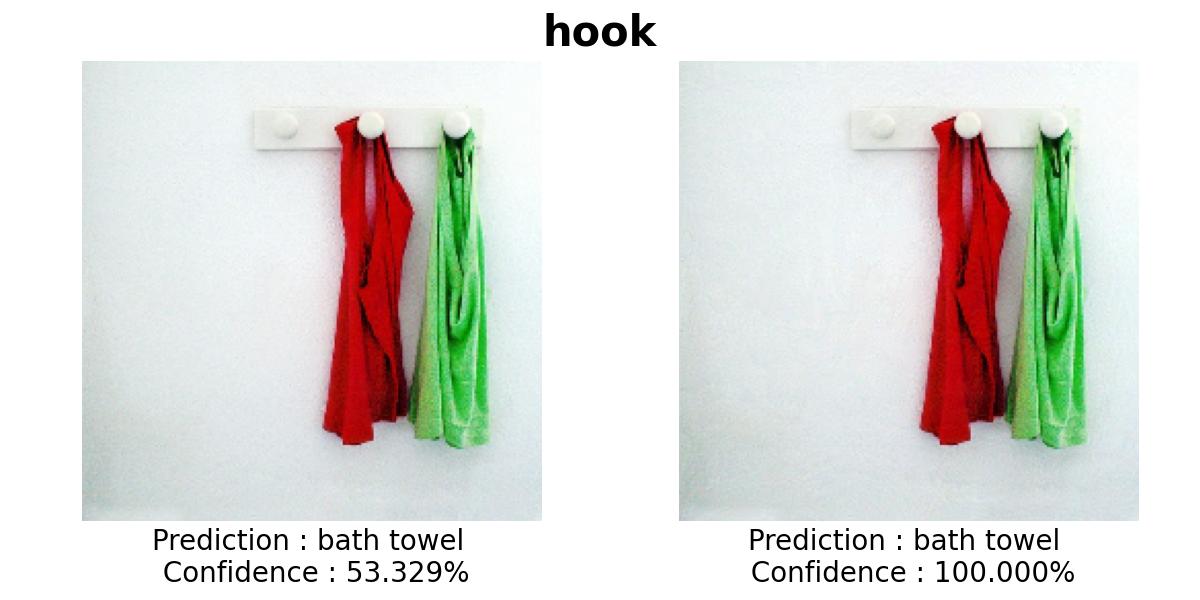 hook
Prediction : bath towel
Confidence : 53.329%
Prediction : bath towel
Confidence : 100.000%